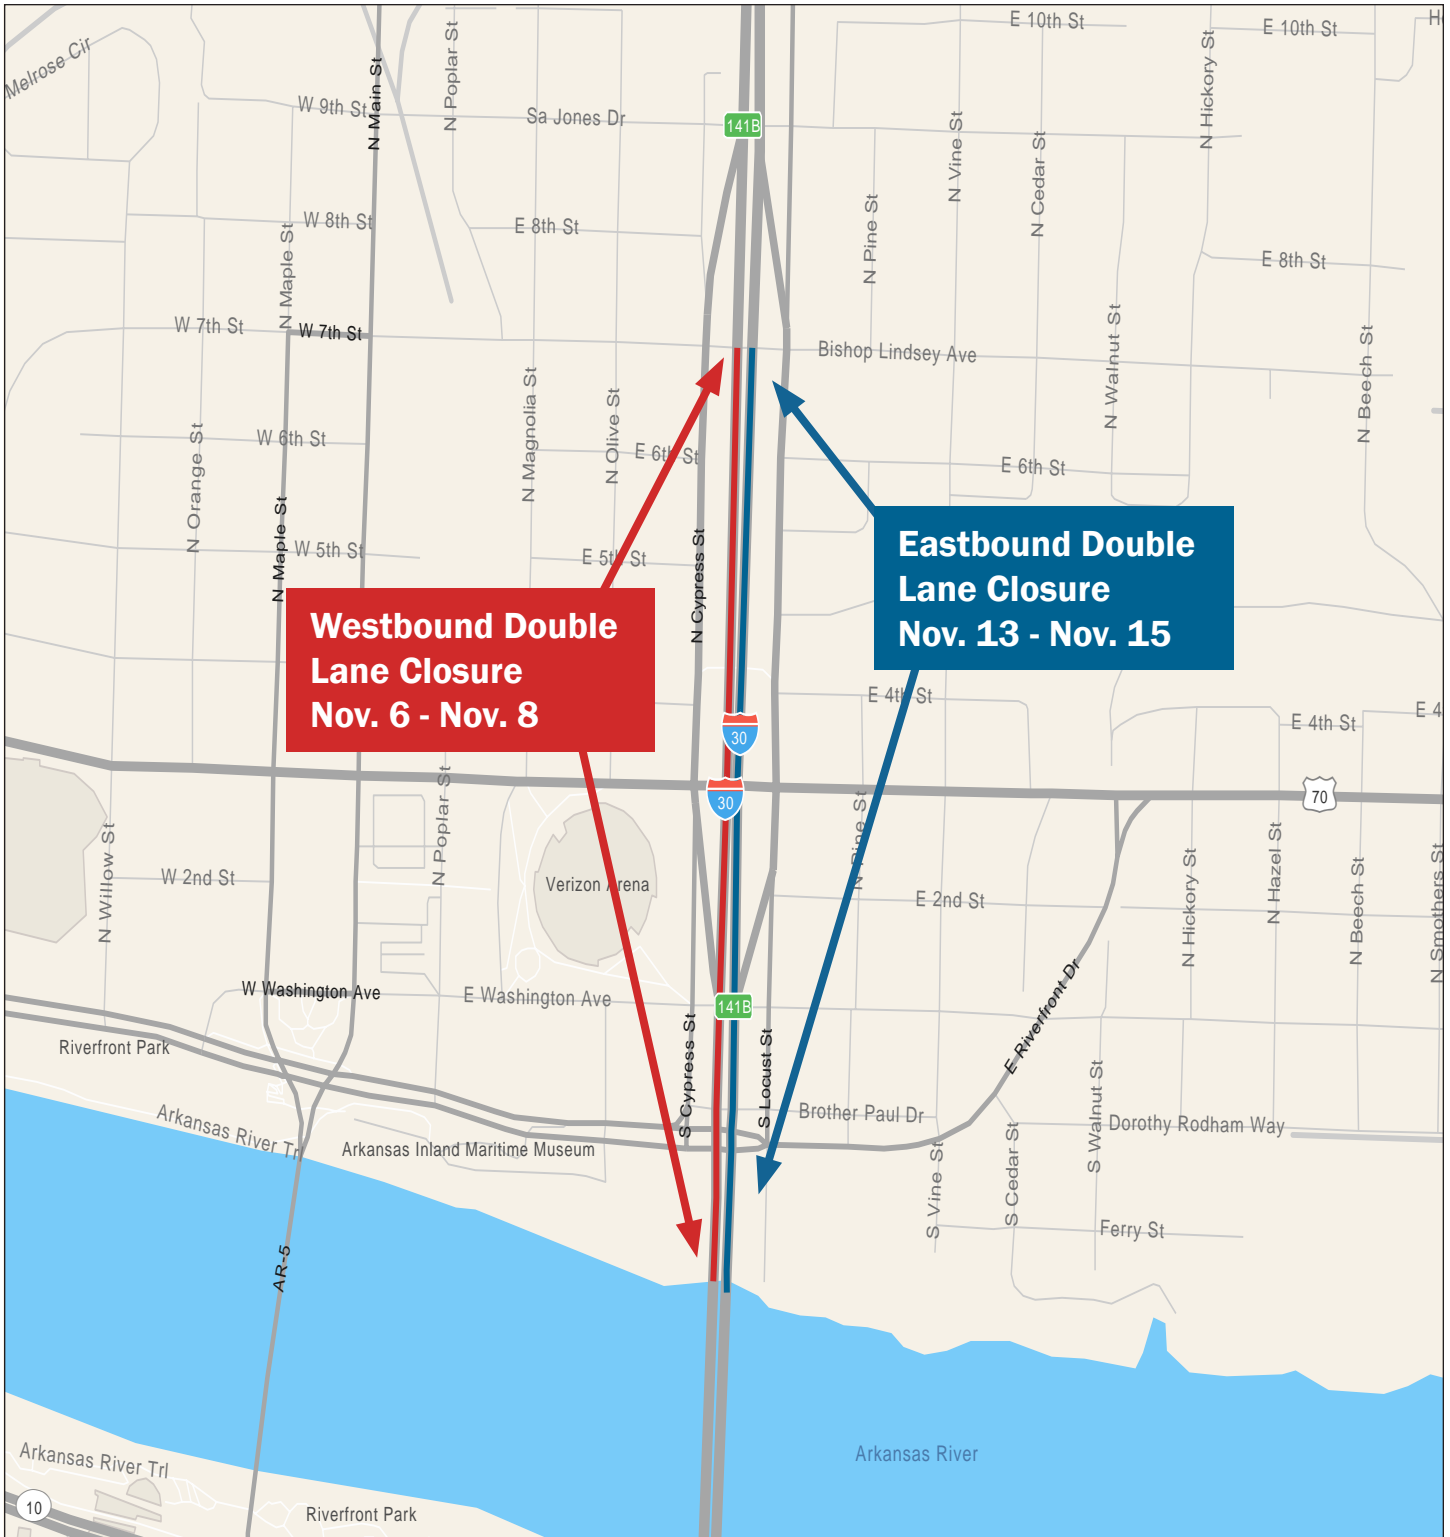 E 10th St
E 10th St
Melrose Cir
N Main St
N Poplar St
N Hickory St
W 9th St
Sa Jones Dr
141B
N Vine St
N Cedar St
N Pine St
W 8th St
E 8th St
E 8th St
N Maple St
W 7th St
W 7th St
Bishop Lindsey Ave
N Walnut St
N Beech St
N Magnolia St
N Olive St
N Orange St
W 6th St
E 6th St
E 6th St
N Maple St
W 5th St
E 5th St
N Cypress St
Eastbound Double
Lane Closure
Nov. 13 - Nov. 15
Westbound Double
Lane Closure
Nov. 6 - Nov. 8
E 4th St
E 4th St
E 4
30
30
70
N Poplar St
N Pine St
N Willow St
W 2nd St
Verizon Arena
E 2nd St
N Hickory St
N Hazel St
N Beech St
N Smothers St
W Washington Ave
E Washington Ave
141B
E Riverfront Dr
Riverfront Park
S Cypress St
S Locust St
Arkansas River Trl
Arkansas Inland Maritime Museum
Brother Paul Dr
Dorothy Rodham Way
S Walnut St
S Vine St
S Cedar St
Ferry St
AR-5
Arkansas River
Arkansas River Trl
10
Riverfront Park